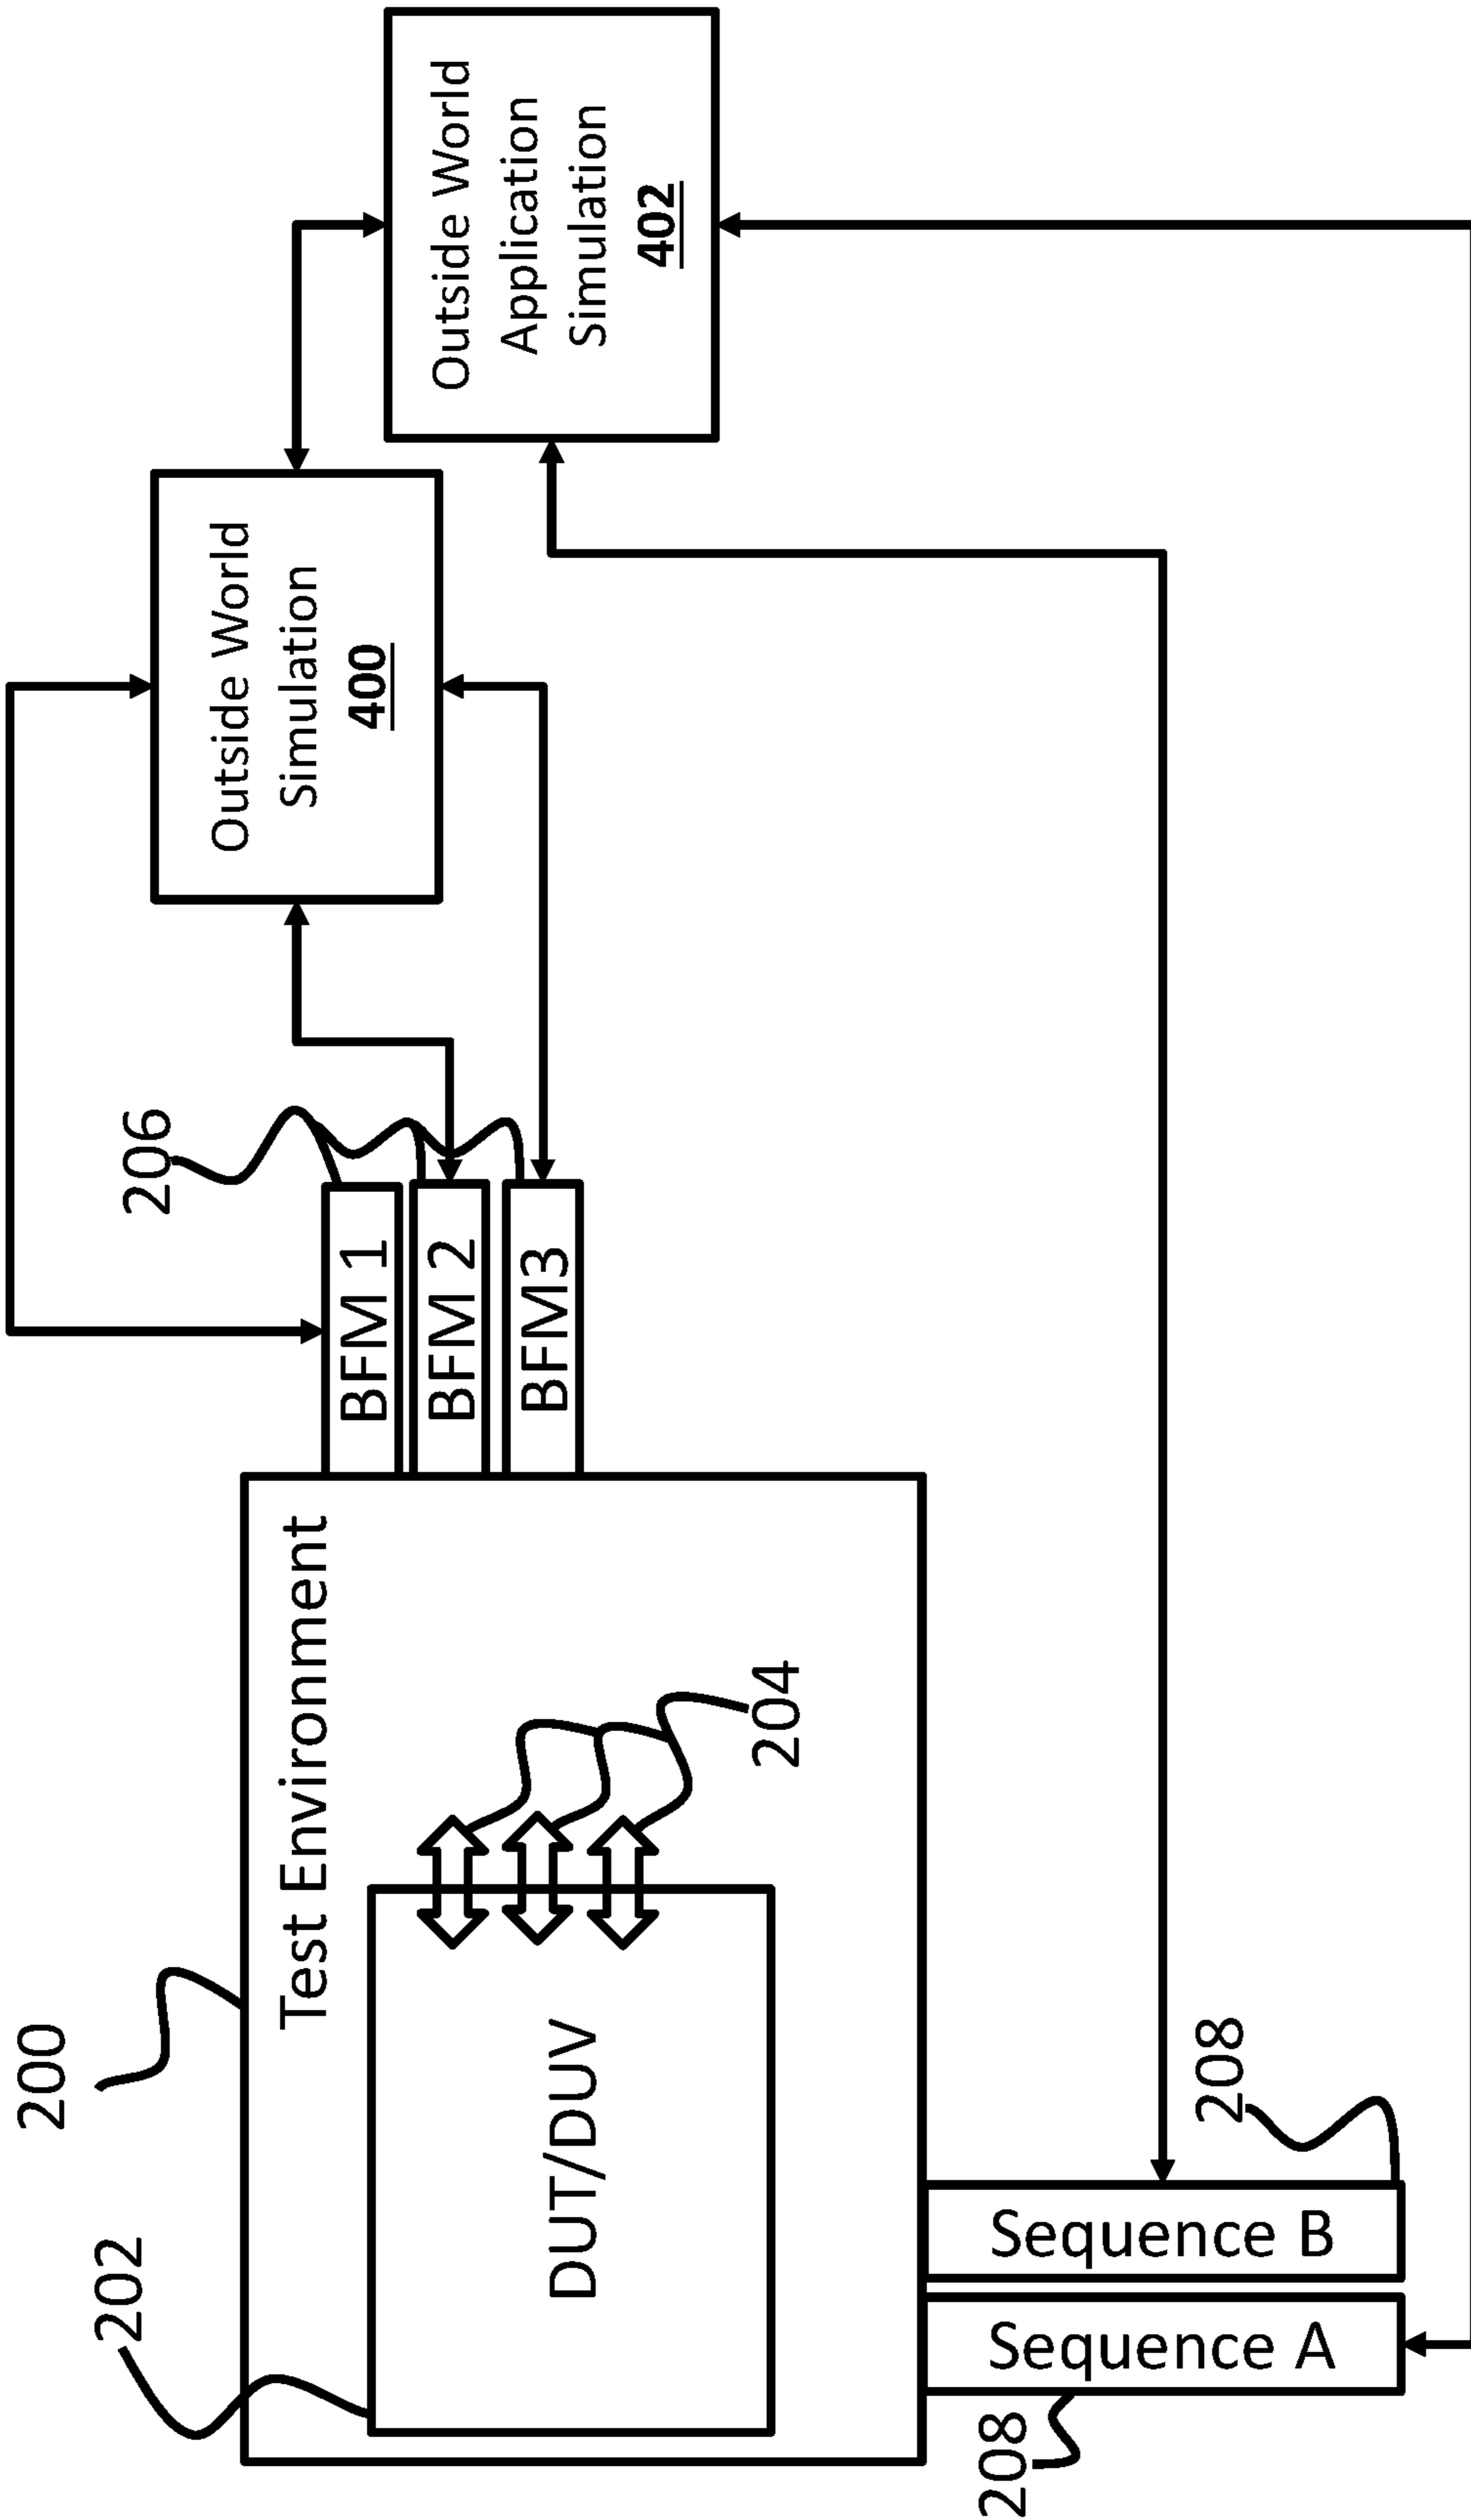 200
202
Test Environment
DUT/DUV
204
206
BFM 1
BFM 2
BFM3
Outside World
Simulation
400
Outside World
Application
Simulation
402
208
Sequence A
Sequence B
208